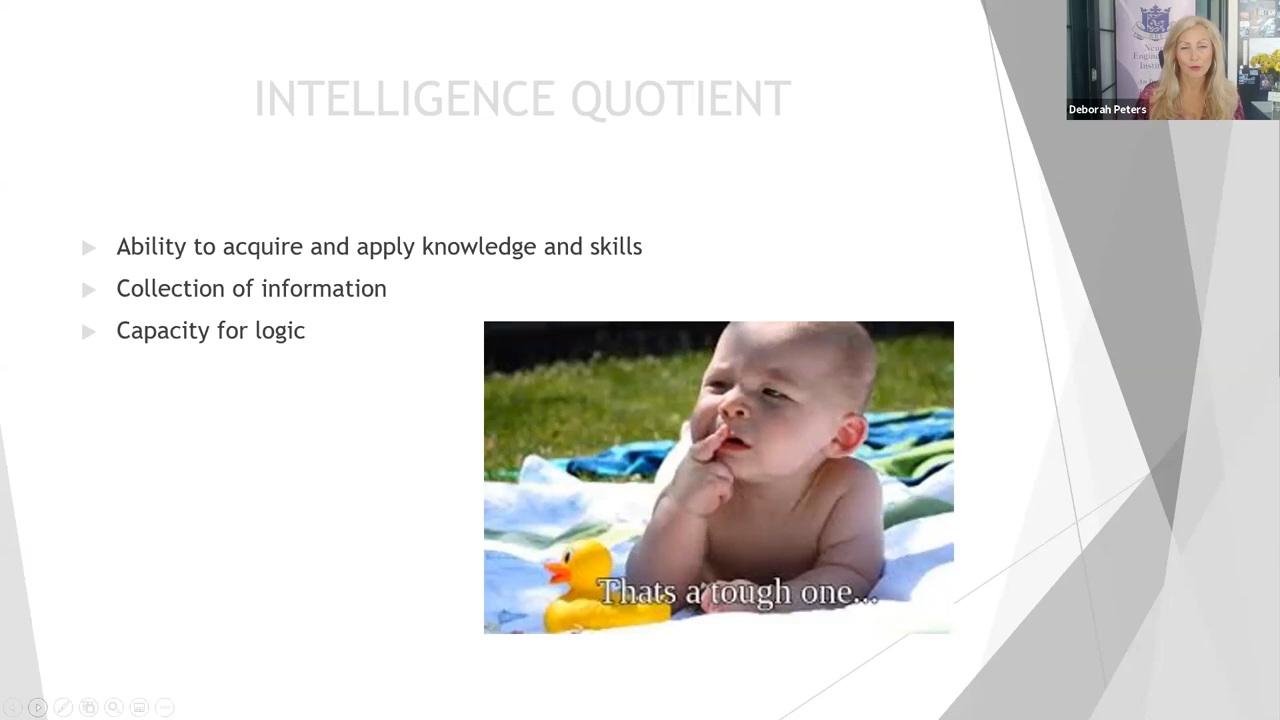 INTELLIGENCE QUOTIENT
Ability to acquire and apply knowledge and skills
Collection of information
Capacity for logic
Thats a tough one...
Deborah Peters